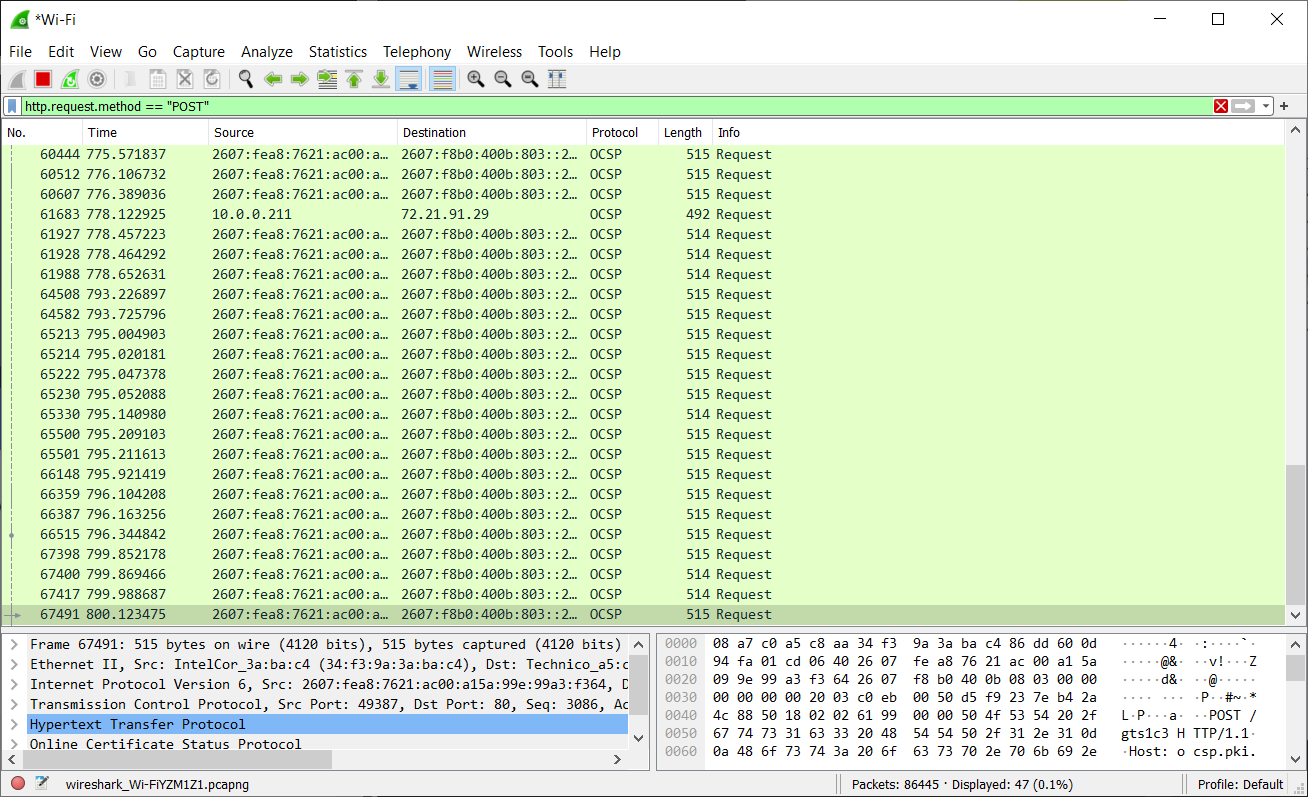 *Wi-Fi
File Edit View Go Capture Analyze Statistics Telephony Wireless Tools Help
http.request.method == "POST"
No. Time Source Destination Protocol Length Info
60444 775.571837 2607:fea8:7621:ac00:a… 2607:f8b0:400b:803::2… OCSP 515 Request
60512 776.106732 2607:fea8:7621:ac00:a… 2607:f8b0:400b:803::2… OCSP 515 Request
60607 776.389036 2607:fea8:7621:ac00:a… 2607:f8b0:400b:803::2… OCSP 515 Request
61683 778.122925 10.0.0.211 72.21.91.29 OCSP 492 Request
61927 778.457223 2607:fea8:7621:ac00:a… 2607:f8b0:400b:803::2… OCSP 514 Request
61928 778.464292 2607:fea8:7621:ac00:a… 2607:f8b0:400b:803::2… OCSP 514 Request
61988 778.652631 2607:fea8:7621:ac00:a… 2607:f8b0:400b:803::2… OCSP 514 Request
64508 793.226897 2607:fea8:7621:ac00:a… 2607:f8b0:400b:803::2… OCSP 515 Request
64582 793.725796 2607:fea8:7621:ac00:a… 2607:f8b0:400b:803::2… OCSP 515 Request
65213 795.004903 2607:fea8:7621:ac00:a… 2607:f8b0:400b:803::2… OCSP 515 Request
65214 795.020181 2607:fea8:7621:ac00:a… 2607:f8b0:400b:803::2… OCSP 515 Request
65222 795.047378 2607:fea8:7621:ac00:a… 2607:f8b0:400b:803::2… OCSP 515 Request
65230 795.052088 2607:fea8:7621:ac00:a… 2607:f8b0:400b:803::2… OCSP 515 Request
65330 795.140980 2607:fea8:7621:ac00:a… 2607:f8b0:400b:803::2… OCSP 514 Request
65500 795.209103 2607:fea8:7621:ac00:a… 2607:f8b0:400b:803::2… OCSP 515 Request
65501 795.211613 2607:fea8:7621:ac00:a… 2607:f8b0:400b:803::2… OCSP 515 Request
66148 795.921419 2607:fea8:7621:ac00:a… 2607:f8b0:400b:803::2… OCSP 515 Request
66359 796.104208 2607:fea8:7621:ac00:a… 2607:f8b0:400b:803::2… OCSP 515 Request
66387 796.163256 2607:fea8:7621:ac00:a… 2607:f8b0:400b:803::2… OCSP 515 Request
66515 796.344842 2607:fea8:7621:ac00:a… 2607:f8b0:400b:803::2… OCSP 515 Request
67398 799.852178 2607:fea8:7621:ac00:a… 2607:f8b0:400b:803::2… OCSP 515 Request
67400 799.869466 2607:fea8:7621:ac00:a… 2607:f8b0:400b:803::2… OCSP 514 Request
67417 799.988687 2607:fea8:7621:ac00:a… 2607:f8b0:400b:803::2… OCSP 514 Request
67491 800.123475 2607:fea8:7621:ac00:a… 2607:f8b0:400b:803::2… OCSP 515 Request
Frame 67491: 515 bytes on wire (4120 bits), 515 bytes captured (4120 bits)
Ethernet II, Src: IntelCor_3a:ba:c4 (34:f3:9a:3a:ba:c4), Dst: Technico_a5:c
Internet Protocol Version 6, Src: 2607:fea8:7621:ac00:a15a:99e:99a3:f364, D
Transmission Control Protocol, Src Port: 49387, Dst Port: 80, Seq: 3086, Ac
Hypertext Transfer Protocol
Online Certificate Status Protocol
0000 08 a7 c0 a5 c8 aa 34 f3 9a 3a ba c4 86 dd 60 0d ······4· ·:····`·
0010 94 fa 01 cd 06 40 26 07 fe a8 76 21 ac 00 a1 5a ·····@&· ··v!···Z
0020 09 9e 99 a3 f3 64 26 07 f8 b0 40 0b 08 03 00 00 ·····d&· ··@·····
0030 00 00 00 00 20 03 c0 eb 00 50 d5 f9 23 7e b4 2a ···· ··· ·P··#~·*
0040 4c 88 50 18 02 02 61 99 00 00 50 4f 53 54 20 2f L·P···a· ··POST /
0050 67 74 73 31 63 33 20 48 54 54 50 2f 31 2e 31 0d gts1c3 H TTP/1.1·
0060 0a 48 6f 73 74 3a 20 6f 63 73 70 2e 70 6b 69 2e ·Host: o csp.pki.
wireshark_Wi-FiYZM1Z1.pcapng
Packets: 86445 · Displayed: 47 (0.1%)
Profile: Default